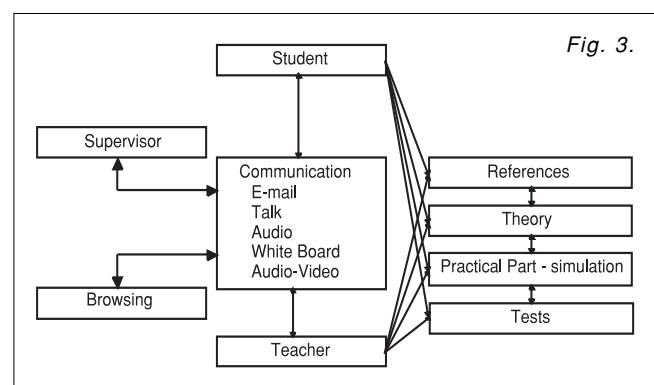 Fig. 3.
Student
Supervisor
Communication
E-mail
Talk
Audio
White Board
Audio-Video
References
Theory
Practical Part - simulation
Browsing
Tests
Teacher